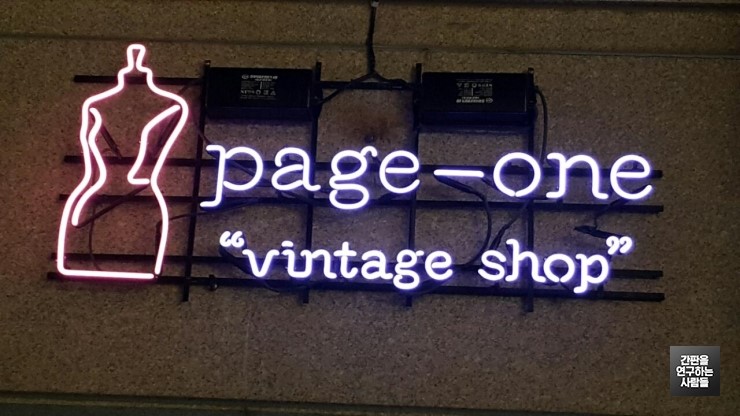 page-one
“vintage shop”
간판을
연구하는
사람들